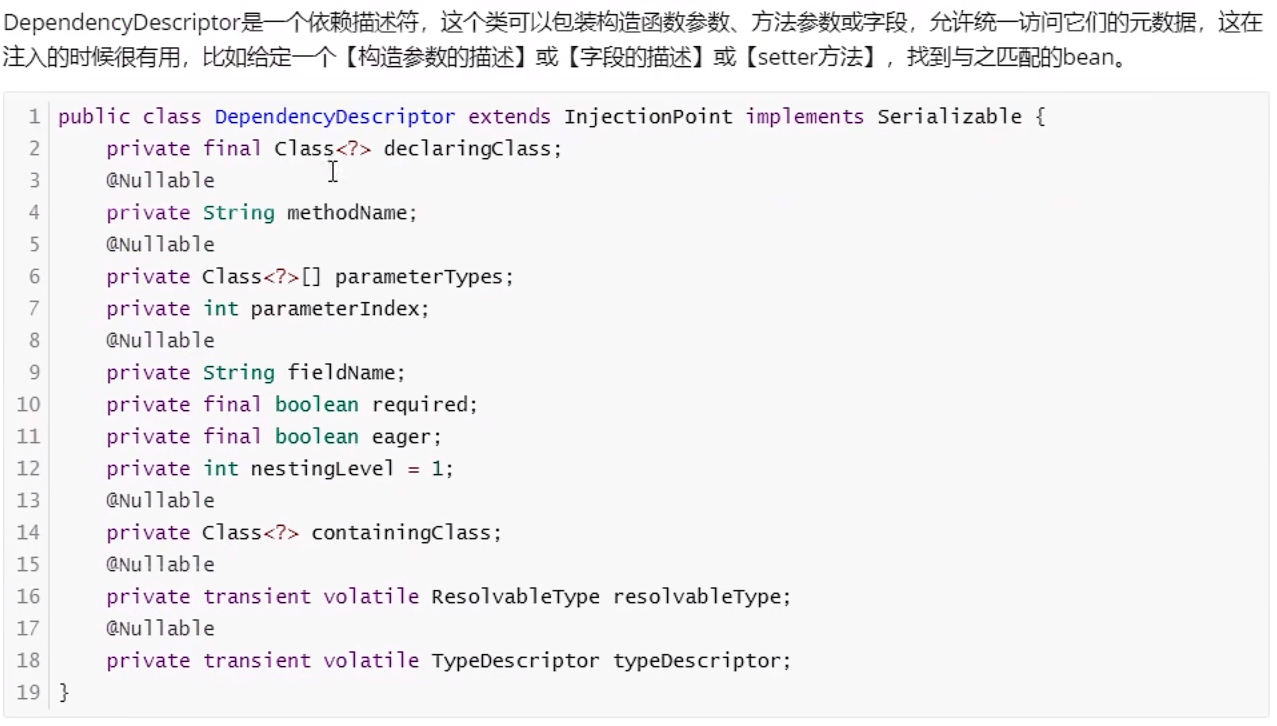 DependencyDescriptor是一个依赖描述符，这个类可以包装构造函数参数、方法参数或字段，允许统一访问它们的元数据，这在
注入的时候很有用，比如给定一个【构造参数的描述】或【字段的描述】或【setter方法】，找到与之匹配的bean。
1 public class DependencyDescriptor extends InjectionPoint implements Serializable {
2     private final Class<?> declaringClass;
3     @Nullable
4     private String methodName;
5     @Nullable
6     private Class<?>[] parameterTypes;
7     private int parameterIndex;
8     @Nullable
9     private String fieldName;
10     private final boolean required;
11     private final boolean eager;
12     private int nestingLevel = 1;
13     @Nullable
14     private Class<?> containingClass;
15     @Nullable
16     private transient volatile ResolvableType resolvableType;
17     @Nullable
18     private transient volatile TypeDescriptor typeDescriptor;
19 }